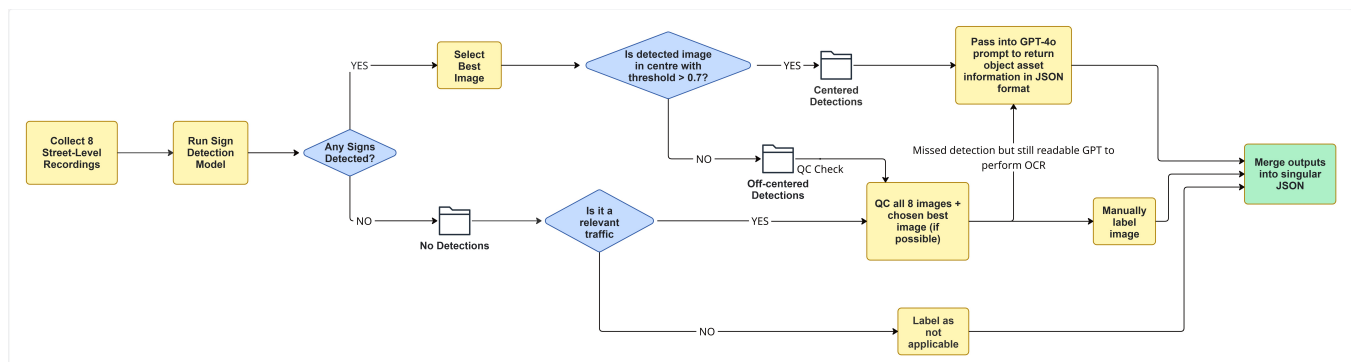 Collect 8
Street-Level
Recordings
Run Sign
Detection
Model
Any Signs
Detected?
YES
Select
Best
Image
Is detected image
in centre with
threshold > 0.7?
YES
Centered
Detections
Pass into GPT-4o
prompt to return
object asset
information in JSON
format
NO
Off-centered
Detections
QC Check
Missed detection but still readable GPT to
perform OCR
NO
No Detections
Is it a
relevant
traffic
YES
QC all 8 images +
chosen best
image (if
possible)
Manually
label
image
NO
Label as
not
applicable
Merge outputs
into singular
JSON